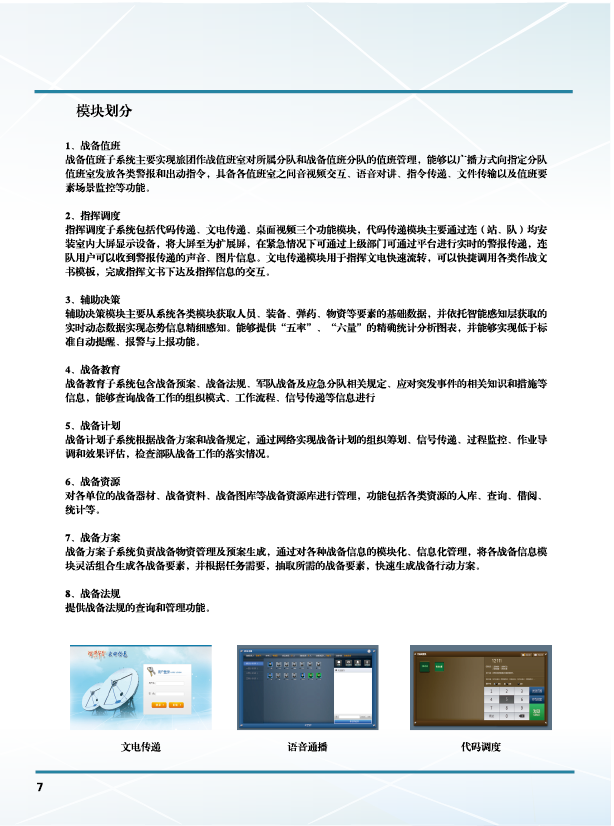 模块划分
1、战备值班
战备值班子系统主要实现旅团作战值班室对所属分队和战备值班分队的值班管理，能够以广播方式向指定分队
值班室发放各类警报和出动指令，具备各值班室之间音视频交互、语音对讲、指令传递、文件传输以及值班要
素场景监控等功能。
2、指挥调度
指挥调度子系统包括代码传递、文电传递、桌面视频三个功能模块，代码传递模块主要通过连（站、队）均安
装室内大屏显示设备，将大屏至为扩展屏，在紧急情况下可通过上级部门可通过平台进行实时的警报传递，连
队用户可以收到警报传递的声音、图片信息。文电传递模块用于指挥文电快速流转，可以快捷调用各类作战文
书模板，完成指挥文书下达及指挥信息的交互。
3、辅助决策
辅助决策模块主要从系统各类模块获取人员、装备、弹药、物资等要素的基础数据，并依托智能感知层获取的
实时动态数据实现态势信息精细感知。能够提供“五率”、“六量”的精确统计分析图表，并能够实现低于标
准自动提醒、报警与上报功能。
4、战备教育
战备教育子系统包含战备预案、战备法规、军队战备及应急分队相关规定、应对突发事件的相关知识和措施等
信息，能够查询战备工作的组织模式、工作流程、信号传递等信息进行
5、战备计划
战备计划子系统根据战备方案和战备规定，通过网络实现战备计划的组织筹划、信号传递、过程监控、作业导
调和效果评估，检查部队战备工作的落实情况。
6、战备资源
对各单位的战备器材、战备资料、战备图库等战备资源库进行管理，功能包括各类资源的入库、查询、借阅、
统计等。
7、战备方案
战备方案子系统负责战备物资管理及预案生成，通过对各种战备信息的模块化、信息化管理，将各战备信息模
块灵活组合生成各战备要素，并根据任务需要，抽取所需的战备要素，快速生成战备行动方案。
8、战备法规
提供战备法规的查询和管理功能。
文电传递
语音通播
代码调度
7